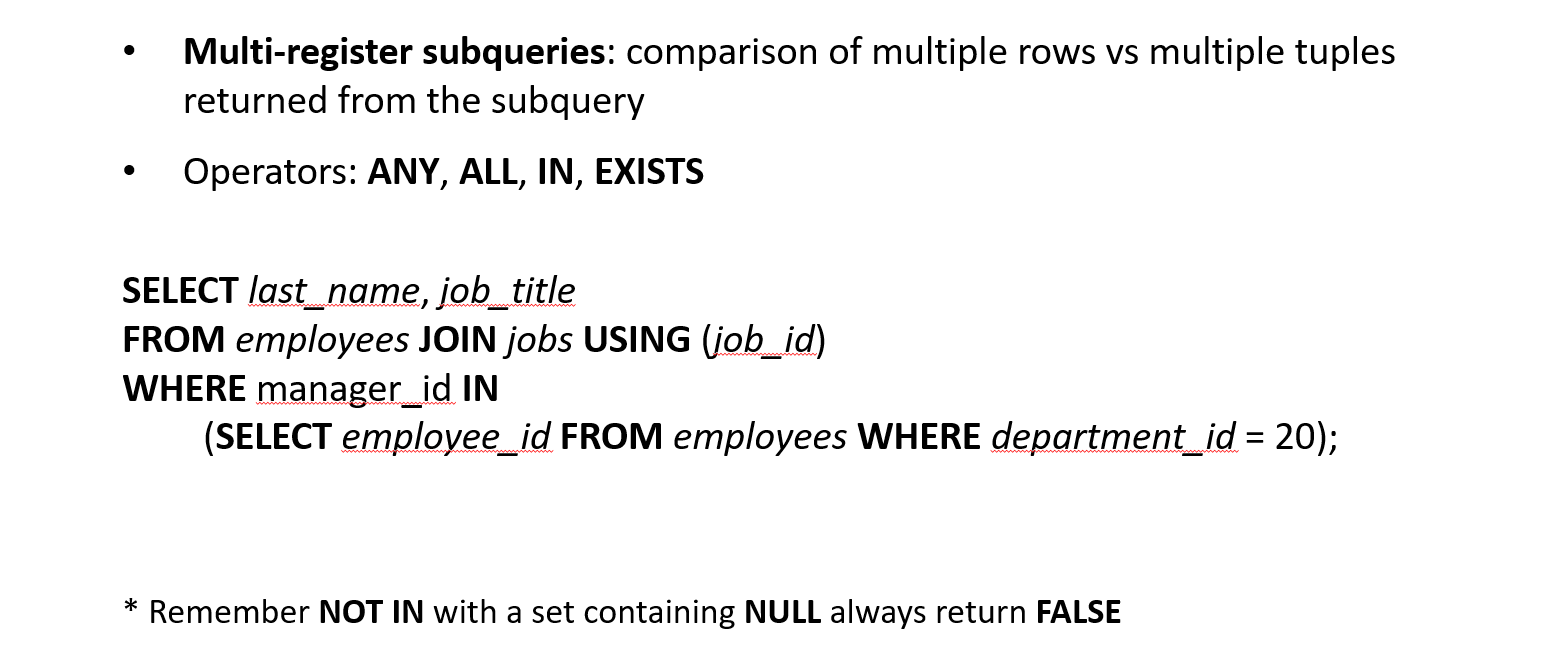 • Multi-register subqueries: comparison of multiple rows vs multiple tuples
returned from the subquery
• Operators: ANY, ALL, IN, EXISTS
SELECT last_name, job_title
FROM employees JOIN jobs USING (job_id)
WHERE manager_id IN
(SELECT employee_id FROM employees WHERE department_id = 20);
* Remember NOT IN with a set containing NULL always return FALSE